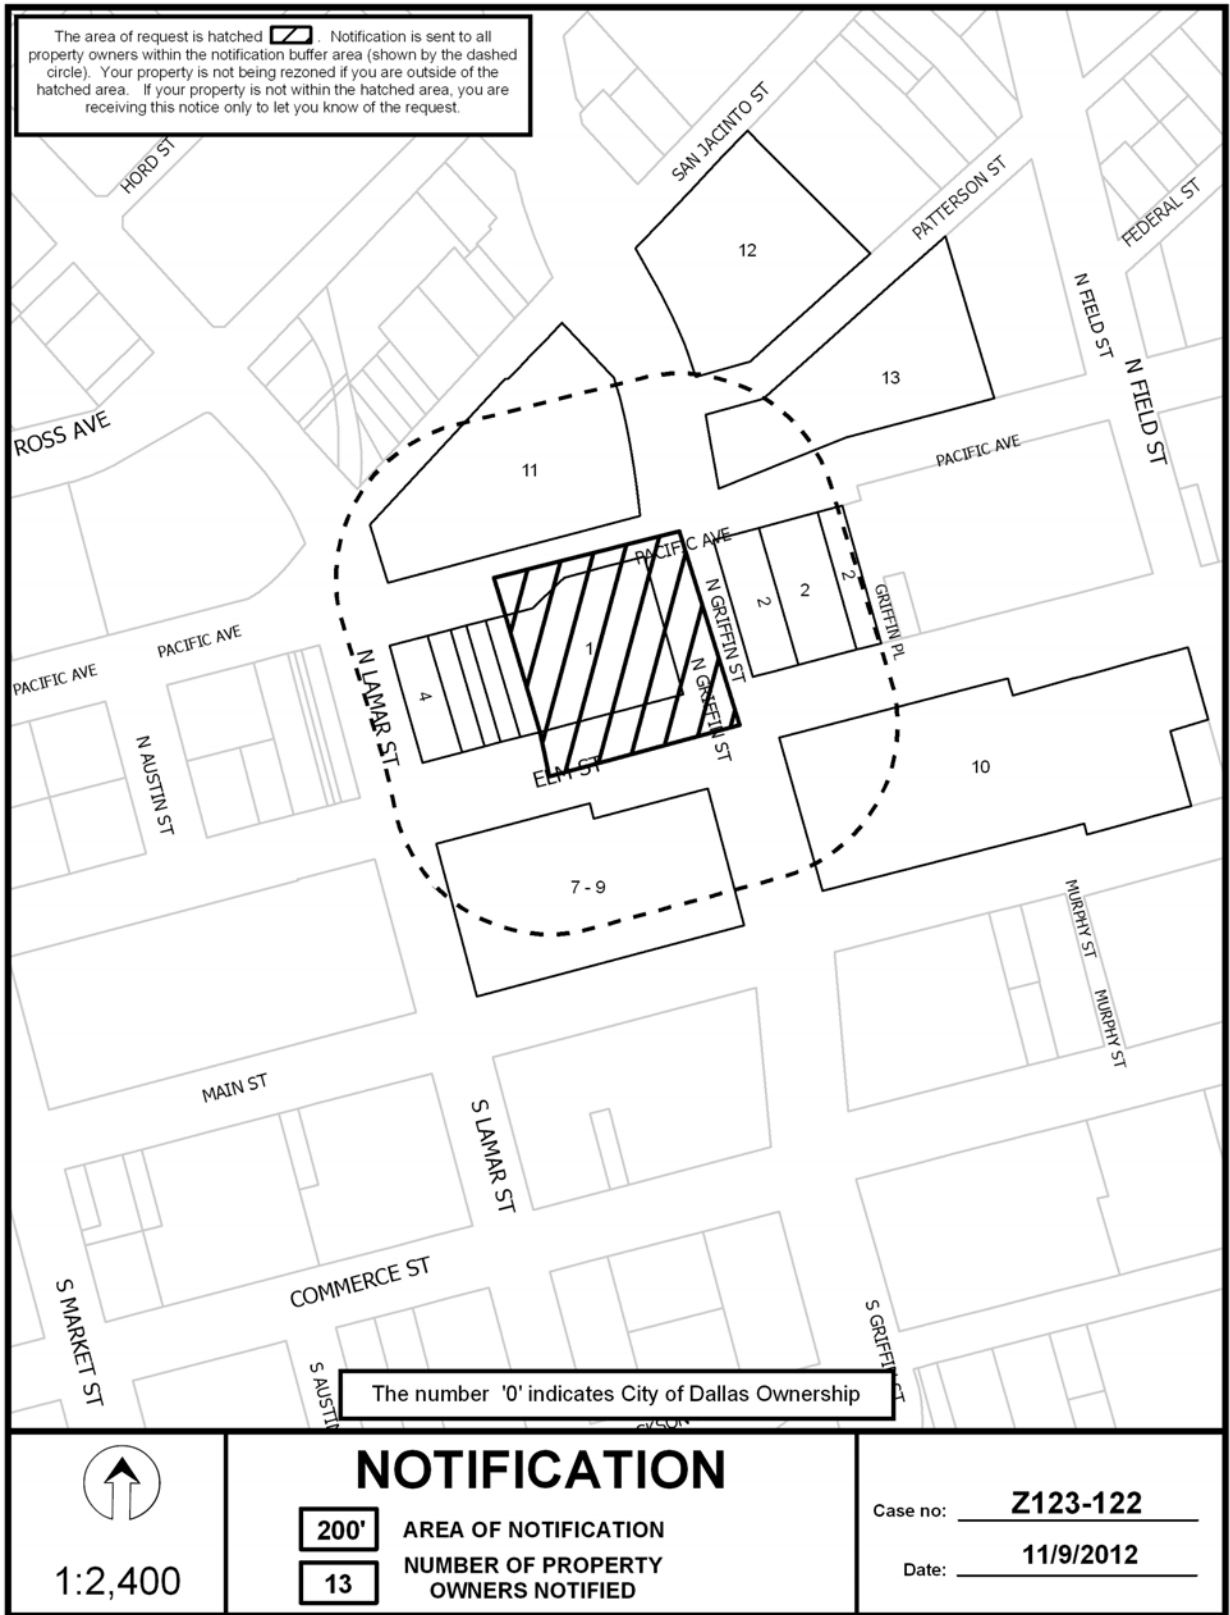 The area of request is hatched . Notification is sent to all
property owners within the notification buffer area (shown by the dashed
circle). Your property is not being rezoned if you are outside of the
hatched area. If your property is not within the hatched area, you are
receiving this notice only to let you know of the request.
HORD ST
SAN JACINTO ST
PATTERSON ST
FEDERAL ST
12
N FIELD ST
13
N FIELD ST
ROSS AVE
PACIFIC AVE
11
PACIFIC AVE
2
2
2
GRIFFIN PL
N GRIFFIN ST
1
PACIFIC AVE
PACIFIC AVE
N LAMAR ST
4
N GRIFFIN ST
N AUSTIN ST
ELM ST
10
7 - 9
MURPHY ST
MURPHY ST
MAIN ST
S LAMAR ST
COMMERCE ST
S MARKET ST
S GRIFFIN ST
S AUSTIN
The number '0' indicates City of Dallas Ownership
CKSON
1:2,400
NOTIFICATION
200' AREA OF NOTIFICATION
13 NUMBER OF PROPERTY
OWNERS NOTIFIED
Case no: Z123-122
Date: 11/9/2012